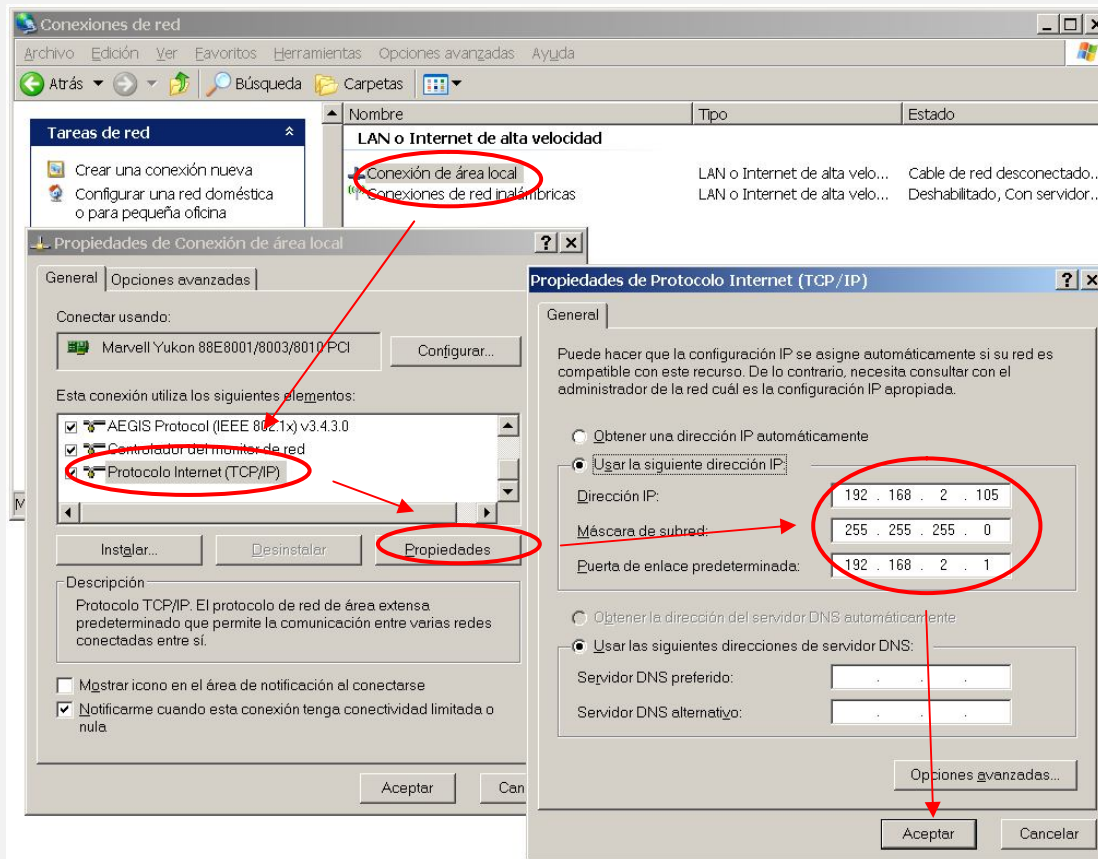 Conexiones de red
Archivo Edición Ver Favoritos Herramientas Opciones avanzadas Ayuda
Atrás Búsqueda Carpetas
Nombre Tipo Estado
Tareas de red
LAN o Internet de alta velocidad
Crear una conexión nueva
Configurar una red doméstica
o para pequeña oficina
Conexión de área local LAN o Internet de alta velo... Cable de red desconectado...
Conexiones de red inalámbricas LAN o Internet de alta velo... Deshabilitado, Con servidor...
Propiedades de Conexión de área local
General Opciones avanzadas
Conectar usando:
Marvell Yukon 88E8001/8003/8010 PCI Configurar...
Esta conexión utiliza los siguientes elementos:
AEGIS Protocol (IEEE 802.1x) v3.4.3.0
Controlador del monitor de red
Protocolo Internet (TCP/IP)
M
Instalar... Desinstalar Propiedades
Descripción
Protocolo TCP/IP. El protocolo de red de área extensa
predeterminado que permite la comunicación entre varias redes
conectadas entre sí.
Mostrar icono en el área de notificación al conectarse
Notificarme cuando esta conexión tenga conectividad limitada o
nula
Aceptar Can
Propiedades de Protocolo Internet (TCP/IP)
General
Puede hacer que la configuración IP se asigne automáticamente si su red es
compatible con este recurso. De lo contrario, necesita consultar con el
administrador de la red cuál es la configuración IP apropiada.
Obtener una dirección IP automáticamente
Usar la siguiente dirección IP:
Dirección IP: 192 . 168 . 2 . 105
Máscara de subred: 255 . 255 . 255 . 0
Puerta de enlace predeterminada: 192 . 168 . 2 . 1
Obtener la dirección del servidor DNS automáticamente
Usar las siguientes direcciones de servidor DNS:
Servidor DNS preferido: . . .
Servidor DNS alternativo: . . .
Opciones avanzadas...
Aceptar Cancelar